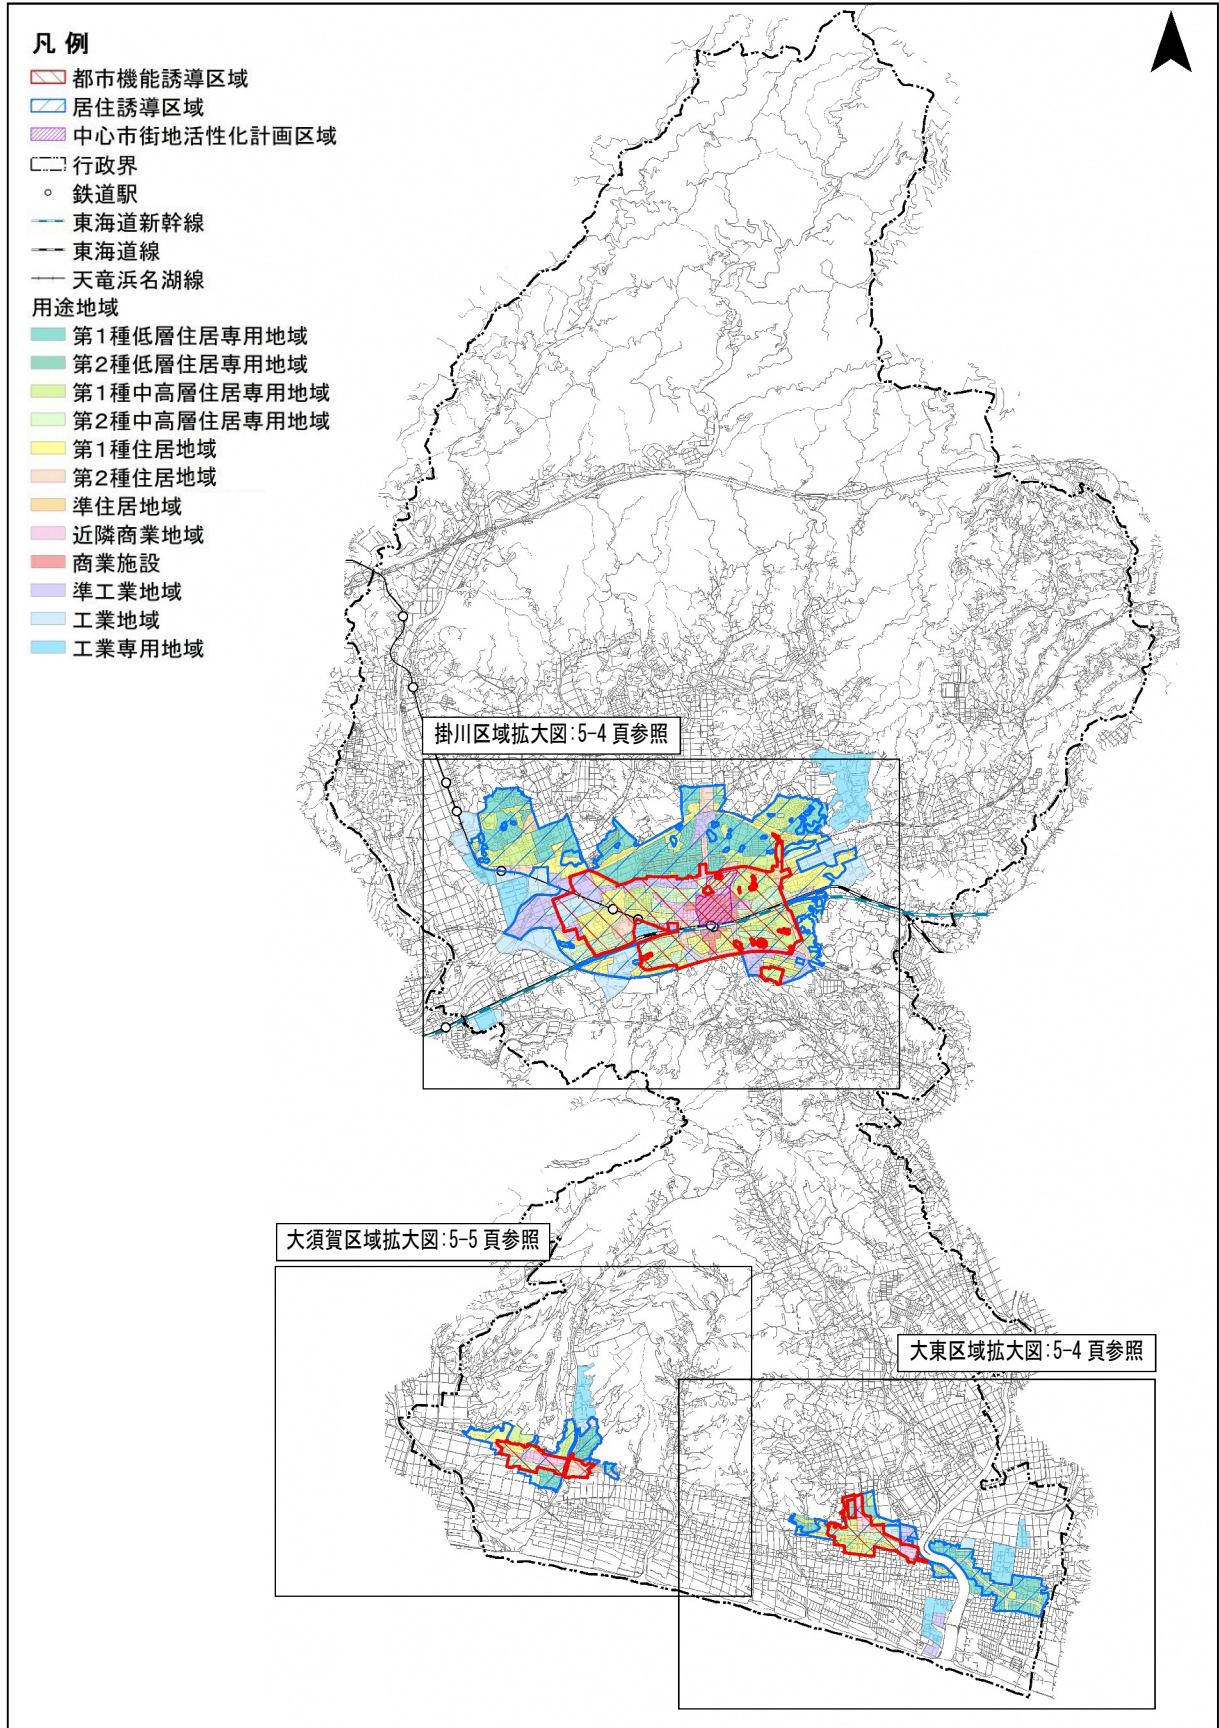 凡例
都市機能誘導区域
居住誘導区域
中心市街地活性化計画区域
行政界
鉄道駅
東海道新幹線
東海道線
天竜浜名湖線
用途地域
第1種低層住居専用地域
第2種低層住居専用地域
第1種中高層住居専用地域
第2種中高層住居専用地域
第1種住居地域
第2種住居地域
準住居地域
近隣商業地域
商業施設
準工業地域
工業地域
工業専用地域
掛川区域拡大図:5-4頁参照
大須賀区域拡大図:5-5頁参照
大東区域拡大図:5-4頁参照